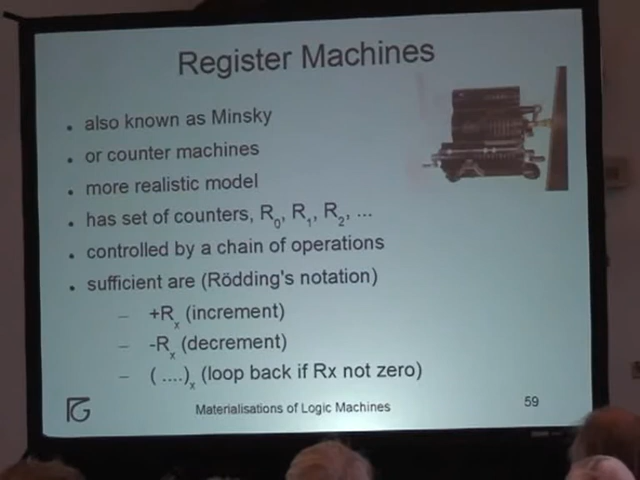 Register Machines
• also known as Minsky
• or counter machines
• more realistic model
• has set of counters, R₀, R₁, R₂, ...
• controlled by a chain of operations
• sufficient are (Rödding's notation)
– +Rₓ (increment)
– -Rₓ (decrement)
– ( ....)ₓ (loop back if Rx not zero)
Materialisations of Logic Machines
59